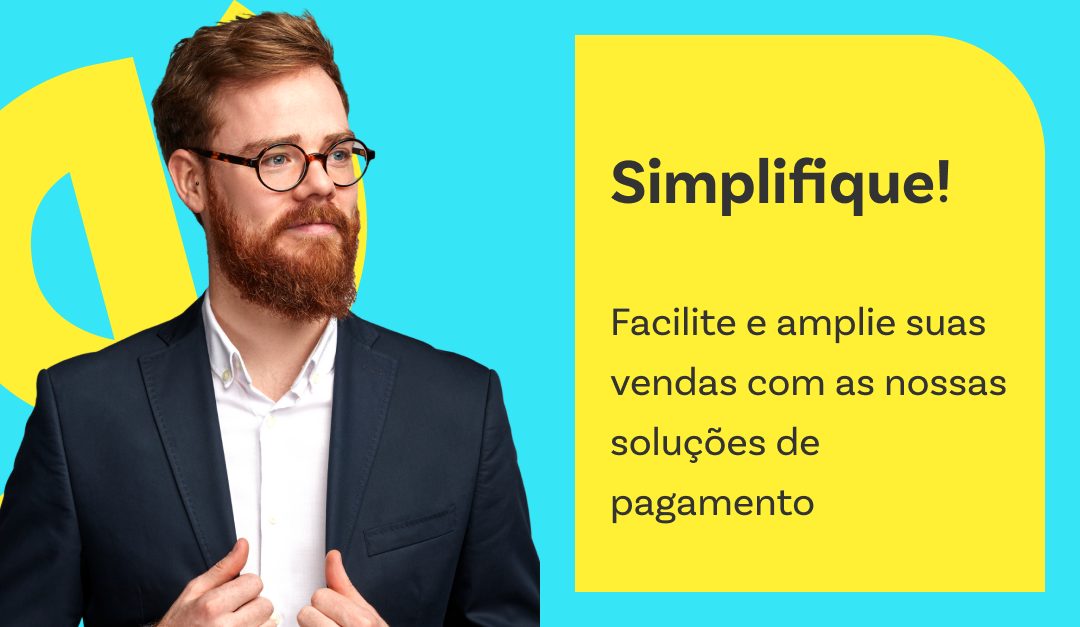 Simplifique!
Facilite e amplie suas
vendas com as nossas
soluções de
pagamento